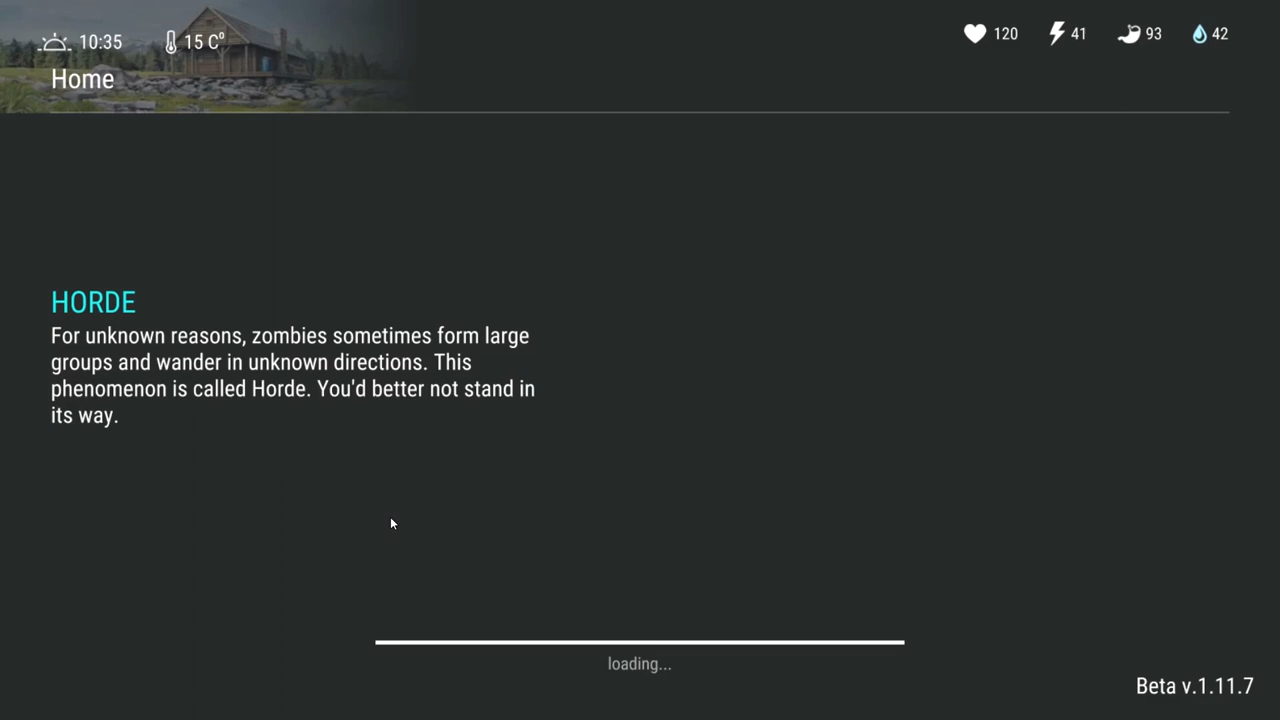 10:35 15 C° 120 41 93 42
Home
HORDE
For unknown reasons, zombies sometimes form large
groups and wander in unknown directions. This
phenomenon is called Horde. You'd better not stand in
its way.
loading...
Beta v.1.11.7